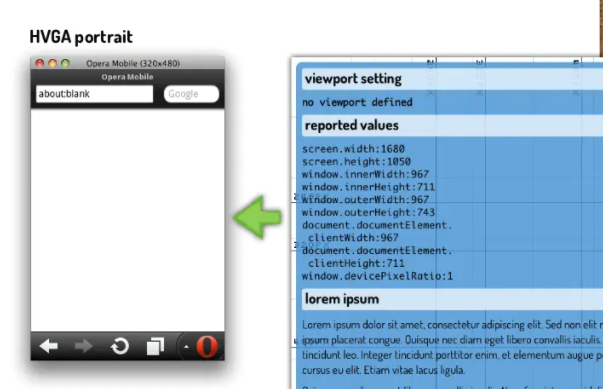 HVGA portrait
Opera Mobile (320x480)
Opera Mobile
about:blank
Google
viewport setting
no viewport defined
reported values
screen.width:1680
screen.height:1050
window.innerWidth:967
window.innerHeight:711
window.outerWidth:967
window.outerHeight:743
document.documentElement.
clientWidth:967
document.documentElement.
clientHeight:711
window.devicePixelRatio:1
lorem ipsum
Lorem ipsum dolor sit amet, consectetur adipiscing elit. Sed non elit
ipsum placerat congue. Quisque nec diam eget libero convallis iaculis.
tincidunt leo. Integer tincidunt porttitor enim, et elementum augue
cursus eu elit. Etiam vitae lacus ligula.